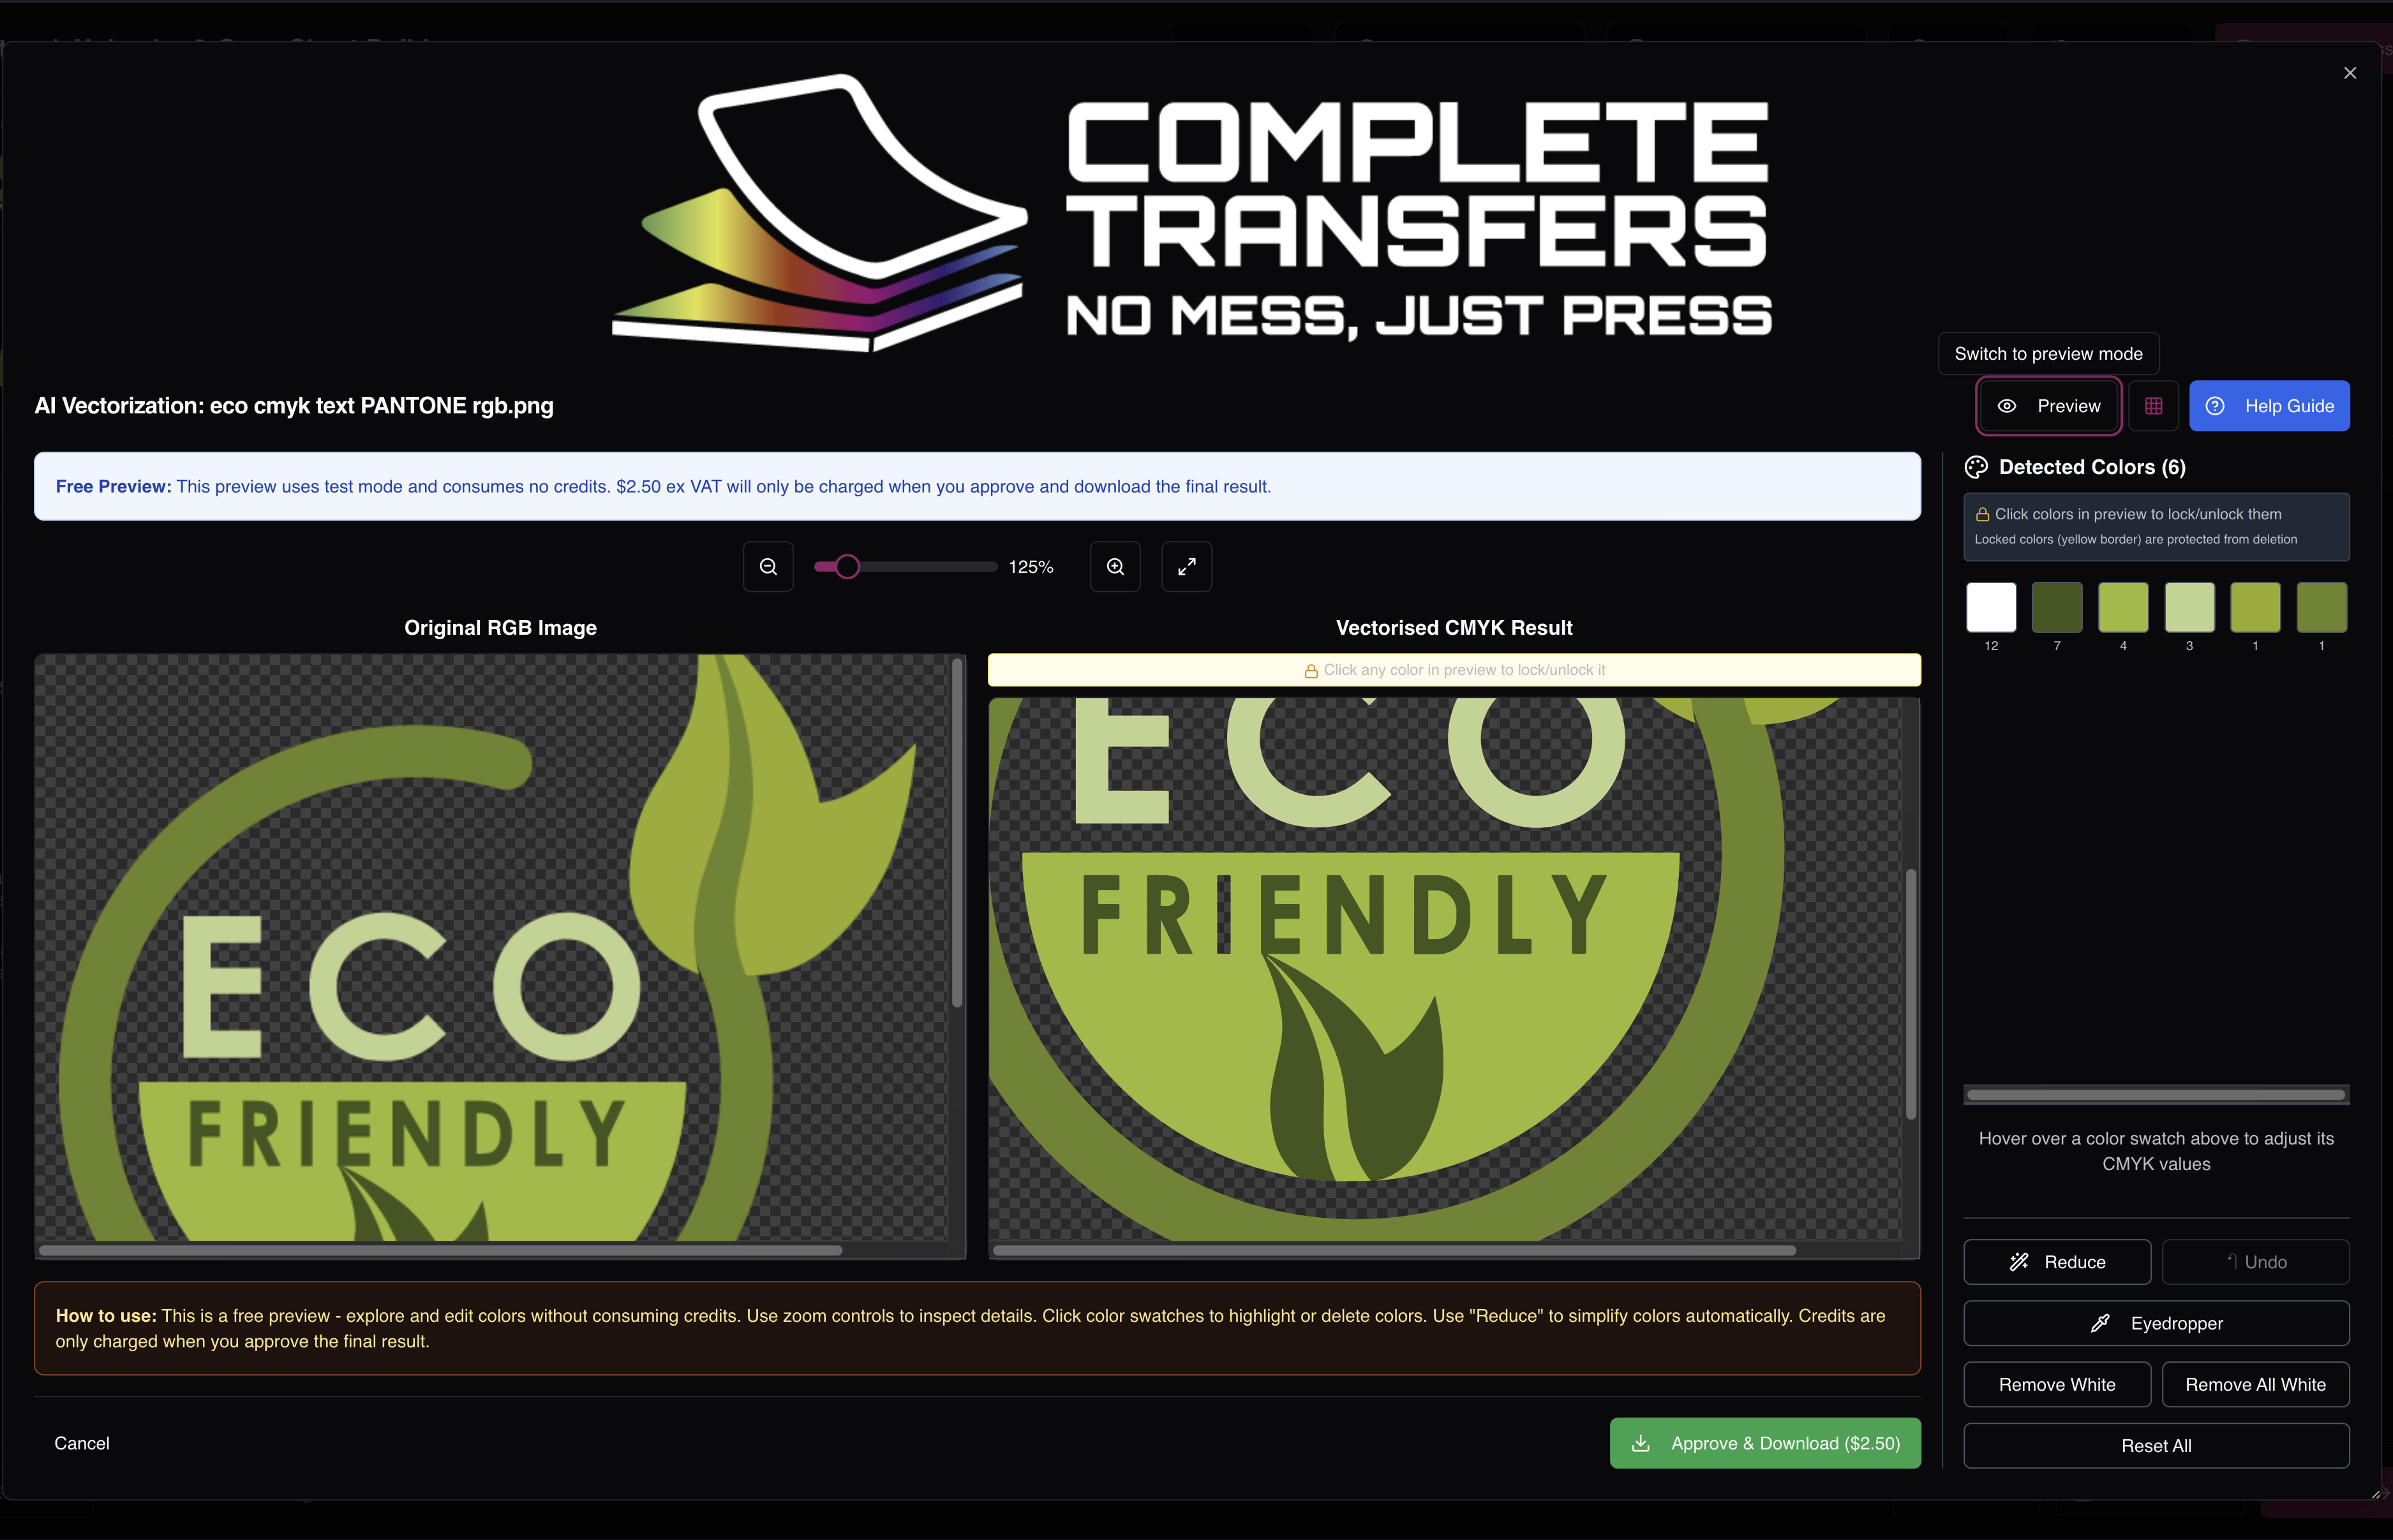 COMPLETE
TRANSFERS
NO MESS, JUST PRESS
Switch to preview mode
AI Vectorization: eco cmyk text PANTONE rgb.png
Preview
Help Guide
Free Preview: This preview uses test mode and consumes no credits. $2.50 ex VAT will only be charged when you approve and download the final result.
125%
Original RGB Image
ECO
FRIENDLY
Vectorised CMYK Result
Click any color in preview to lock/unlock it
ECO
FRIENDLY
Detected Colors (6)
Click colors in preview to lock/unlock them
Locked colors (yellow border) are protected from deletion
12 7 4 3 1 1
Hover over a color swatch above to adjust its
CMYK values
Reduce
Undo
Eyedropper
Remove White
Remove All White
Reset All
How to use: This is a free preview - explore and edit colors without consuming credits. Use zoom controls to inspect details. Click color swatches to highlight or delete colors. Use "Reduce" to simplify colors automatically. Credits are
only charged when you approve the final result.
Cancel
Approve & Download ($2.50)